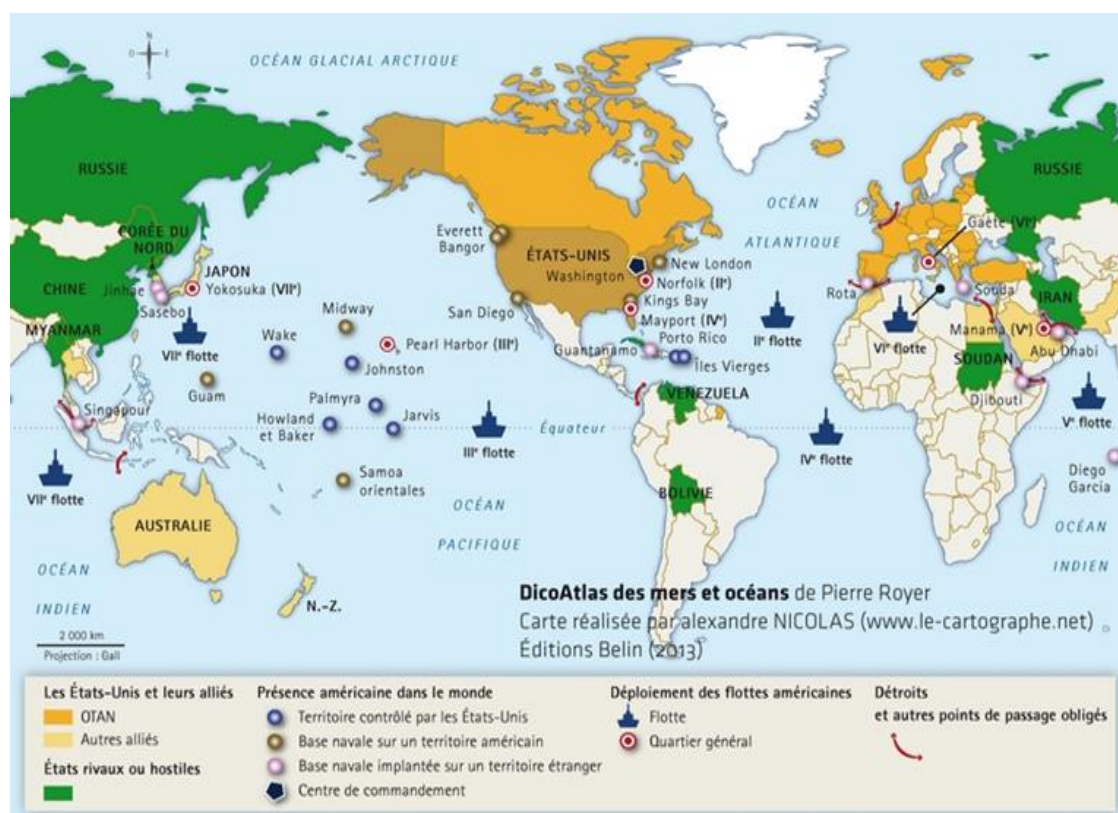 OCÉAN GLACIAL ARCTIQUE
N
O
E
S
RUSSIE
RUSSIE
CORÉE DU
NORD
CHINE
JAPON
Jinhae
Yokosuka (VIIᵉ)
Sasebo
MYANMAR
VIIᵉ flotte
Singapour
Guam
Wake
Midway
Pearl Harbor (IIIᵉ)
Johnston
Palmyra
Howland
et Baker
Jarvis
Samoa
orientales
VIIᵉ flotte
AUSTRALIE
N.-Z.
OCÉAN
INDIEN
2 000 km
Projection : Gall
Everett
Bangor
ÉTATS-UNIS
Washington
New London
Norfolk (IIᵉ)
Kings Bay
San Diego
Mayport (IVᵉ)
Porto Rico
Guantanamo
Îles Vierges
VENEZUELA
Équateur
IIIᵉ flotte
BOLIVIE
OCÉAN
PACIFIQUE
OCÉAN
ATLANTIQUE
IIᵉ flotte
IVᵉ flotte
Gaète (VIᵉ)
Rota
Souda
IRAN
Manama (Vᵉ)
VIᵉ flotte
Abu Dhabi
SOUDAN
Djibouti
Vᵉ flotte
Diego
Garcia
OCÉAN
INDIEN
DicoAtlas des mers et océans de Pierre Royer
Carte réalisée par alexandre NICOLAS (www.le-cartographe.net)
Éditions Belin (2013)
Les États-Unis et leurs alliés
OTAN
Autres alliés
États rivaux ou hostiles
Présence américaine dans le monde
Territoire contrôlé par les États-Unis
Base navale sur un territoire américain
Base navale implantée sur un territoire étranger
Centre de commandement
Déploiement des flottes américaines
Flotte
Quartier général
Détroits
et autres points de passage obligés